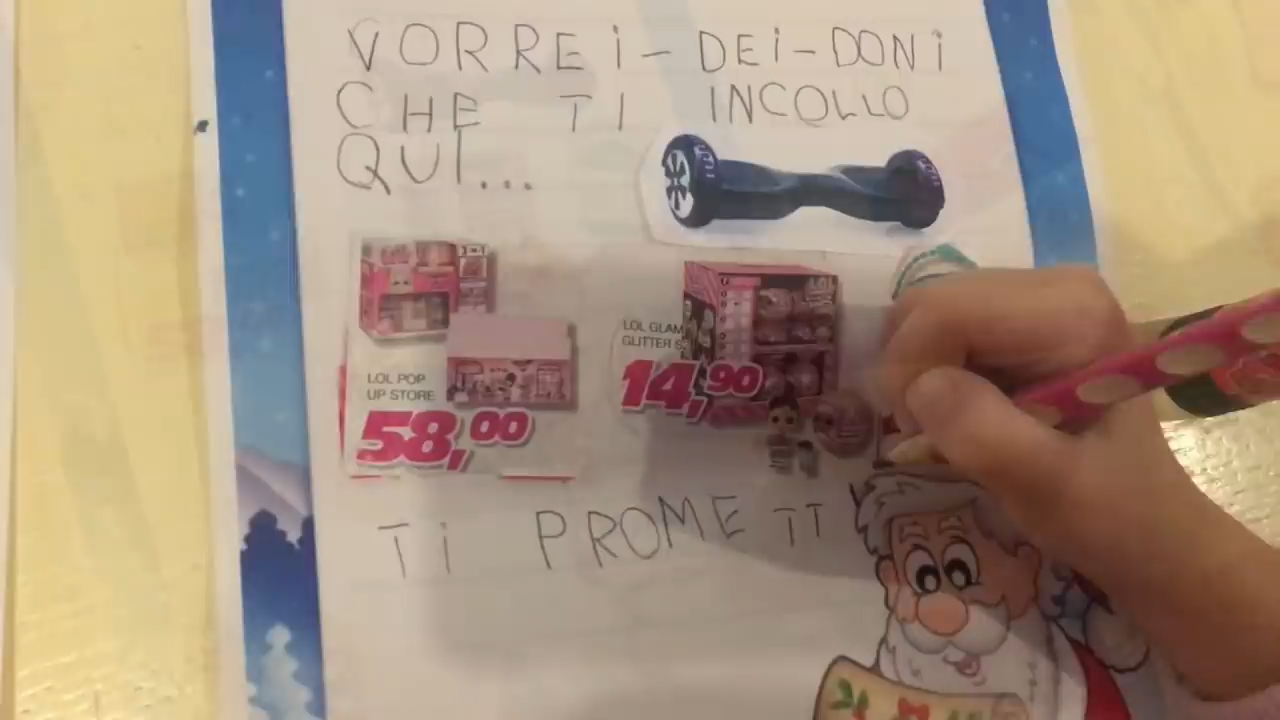 VORREI-DEI-DONI
CHE TI INCOLLO
QUI...
LOL POP
UP STORE
58,00
LOL GLAM
GLITTER
14,90
LOL
TI PROMETT